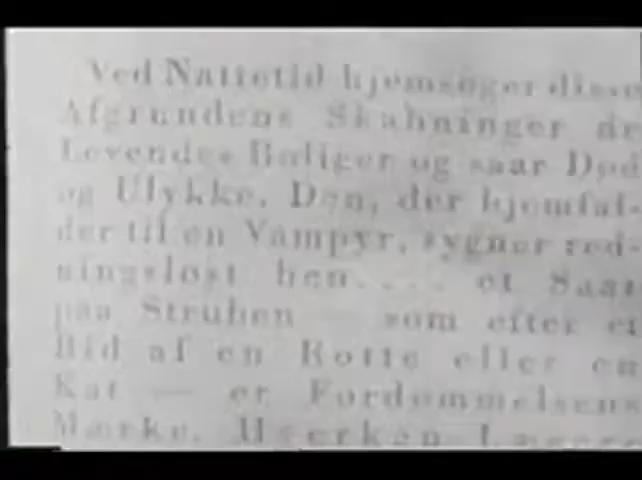 Ved Nattetid hjemsøger disse
Afgrundens Skabninger de
Levendes Boliger og saar Død
og Ulykke. Den, der hjemfal-
der til en Vampyr, sygner red-
ningsløst hen.... et Saar
paa Struben — som efter et
Bid af en Rotte eller en
Kat — er Fordømmelsens
Mærke. Hverken Læger